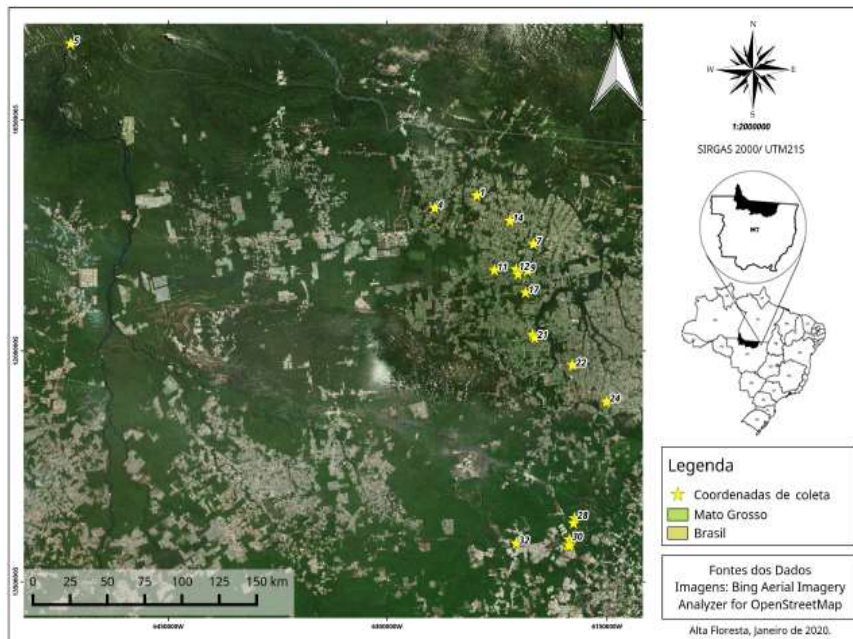 N
5
1
4
14
7
11
12
9
17
21
22
24
28
30
32
0 25 50 75 100 125 150 km
N
W
E
S
1:2000000
SIRGAS 2000/ UTM21S
MT
Legenda
Coordenadas de coleta
Mato Grosso
Brasil
Fontes dos Dados
Imagens: Bing Aerial Imagery
Analyzer for OpenStreetMap
Alta Floresta, Janeiro de 2020.